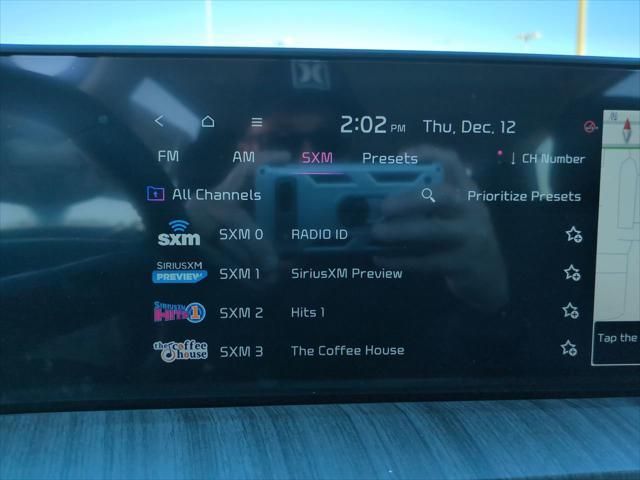 2:02 PM Thu, Dec. 12
FM AM SXM Presets CH Number
All Channels Prioritize Presets
sxm SXM 0 RADIO ID
SIRIUSXM PREVIEW SXM 1 SiriusXM Preview
SIRIUSXM HITS 1 SXM 2 Hits 1
the coffee house SXM 3 The Coffee House
N
Tap the